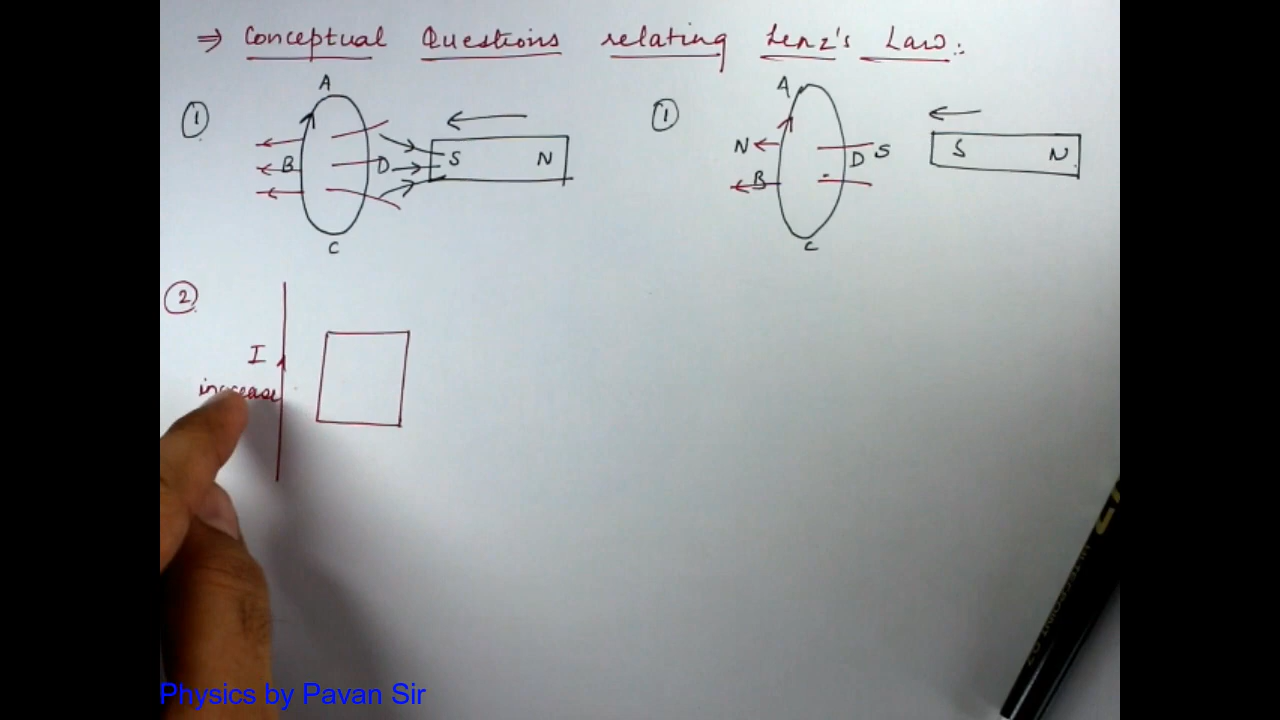 ⇒ Conceptual Questions relating Lenz's Law:
① A B C D S N
① A N B C D S S N
②
I
increase
Physics by Pavan Sir